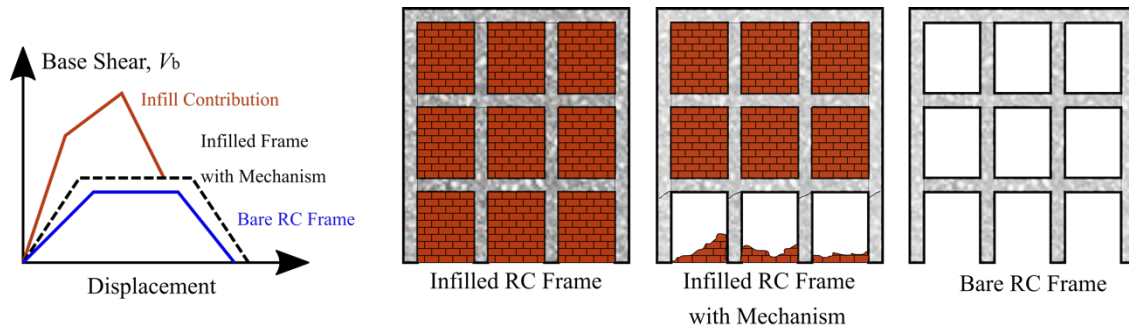 Base Shear, Vb
Infill Contribution
Infilled Frame
with Mechanism
Bare RC Frame
Displacement
Infilled RC Frame
Infilled RC Frame
with Mechanism
Bare RC Frame